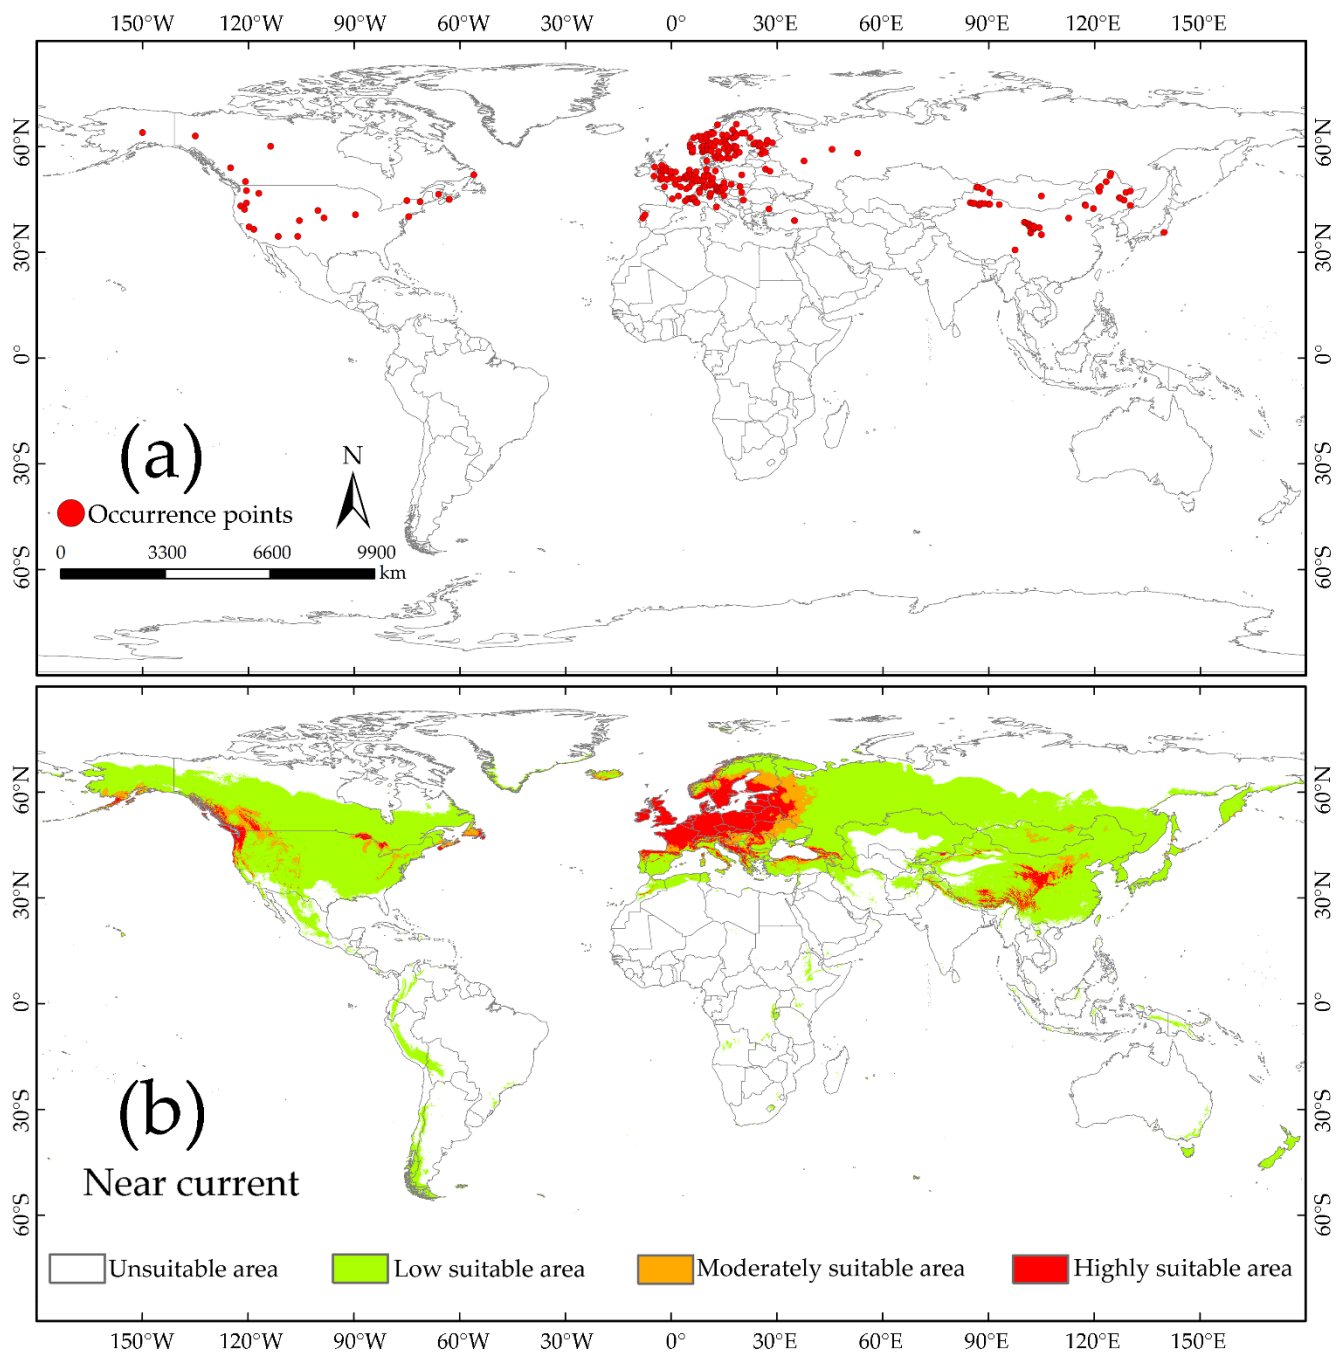 150°W 120°W 90°W 60°W 0° 30°E 60°E 90°E 120°E 150°E
60°N 60°N
30°N 30°N
0° 0°
30°S 30°S
60°S 60°S
(a)
N
Occurrence points
0 3300 6600 9900
km
60°N 60°N
30°N 30°N
0° 0°
30°S 30°S
60°S 60°S
(b)
Near current
Unsuitable area Low suitable area Moderately suitable area Highly suitable area
150°W 120°W 90°W 60°W 0° 30°E 60°E 90°E 120°E 150°E